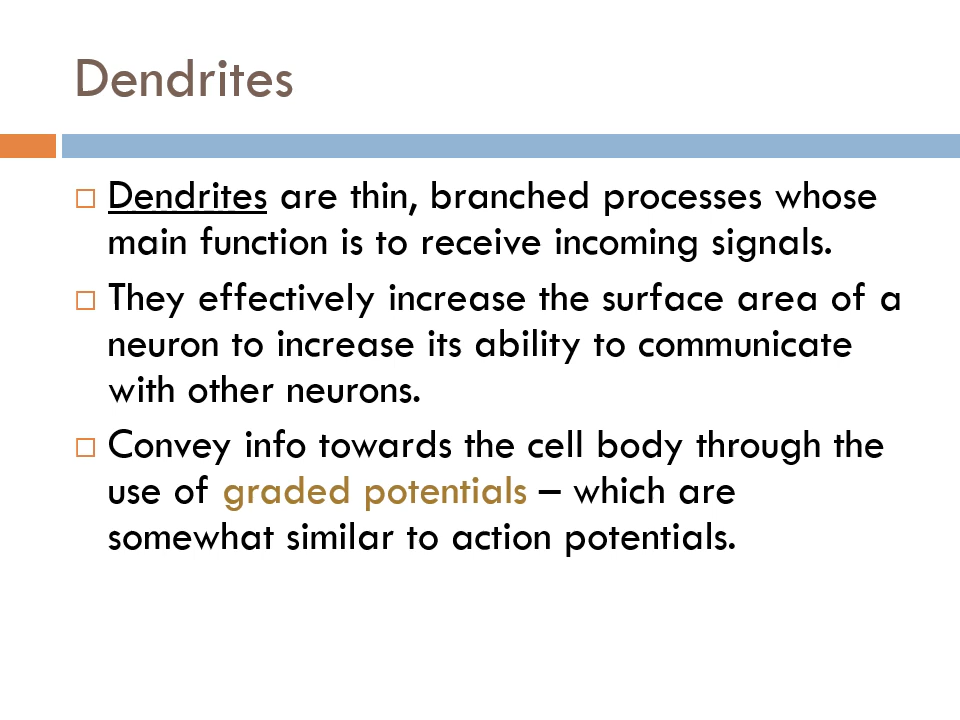 Dendrites
Dendrites are thin, branched processes whose
main function is to receive incoming signals.
They effectively increase the surface area of a
neuron to increase its ability to communicate
with other neurons.
Convey info towards the cell body through the
use of graded potentials – which are
somewhat similar to action potentials.